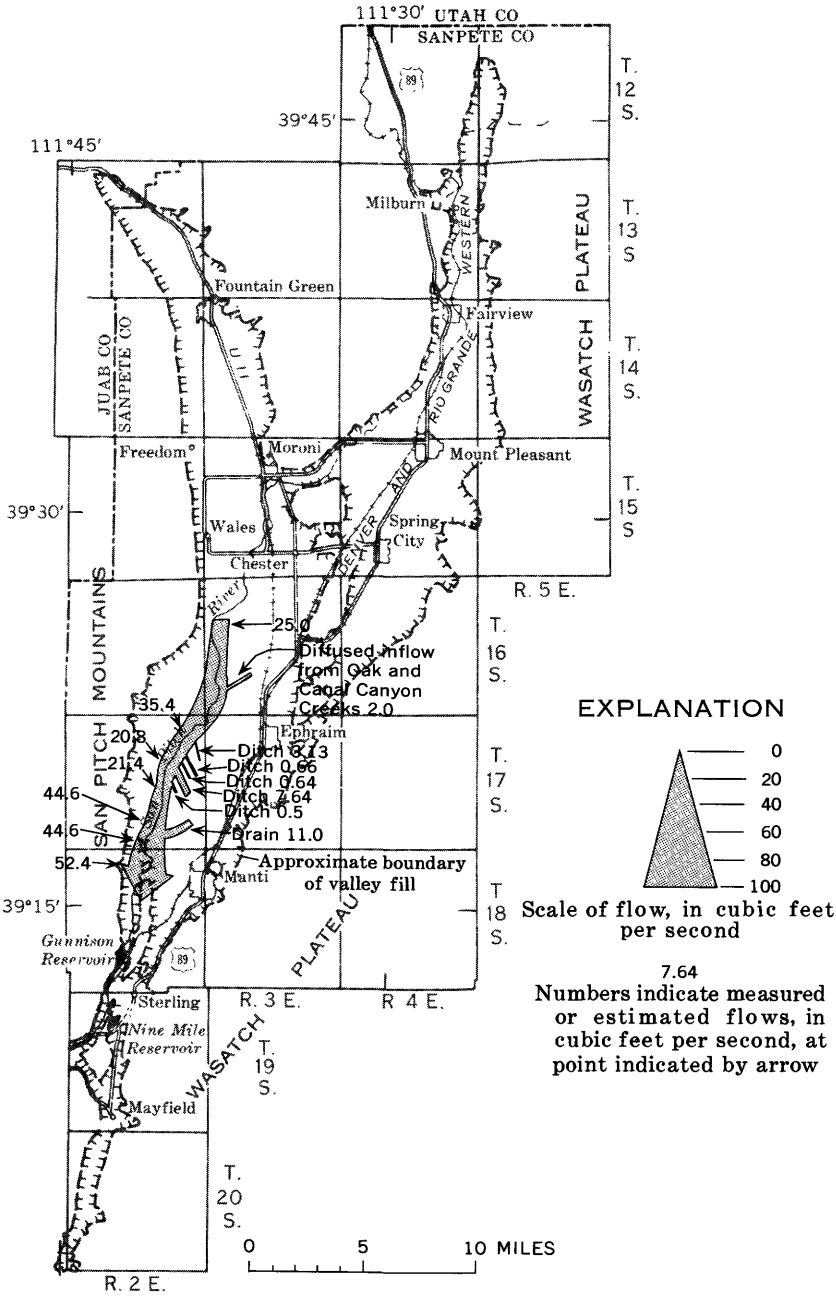 111°30' UTAH CO
SANPETE CO
89
T.
12
S.
39°45'
111°45'
Milburn
WESTERN
PLATEAU
T.
13
S
Fountain Green
Fairview
JUAB CO
SANPETE CO
WASATCH
T.
14
S.
RIO GRANDE
Freedom
Moroni
Mount Pleasant
AND
T.
15
S
39°30'
Wales
Spring
City
DENVER
Chester
R. 5 E.
River
25.0
T.
16
S.
Diffused inflow
from Oak and
Canal Canyon
Creeks 2.0
SAN PITCH MOUNTAINS
35.4
Ephraim
20.8
21.4
Ditch
Ditch 0.66
Ditch 0.64
Ditch 7.64
Ditch 0.5
T.
17
S.
44.6
44.6
Drain 11.0
52.4
Approximate boundary
of valley fill
Manti
T
18
S.
39°15'
PLATEAU
Gunnison
Reservoir
89
Sterling
R. 3 E.
R 4 E.
Nine Mile
Reservoir
WASATCH
T.
19
S.
Mayfield
T.
20
S.
R. 2 E.
0 5 10 MILES
EXPLANATION
0
20
40
60
80
100
Scale of flow, in cubic feet
per second
7.64
Numbers indicate measured
or estimated flows, in
cubic feet per second, at
point indicated by arrow